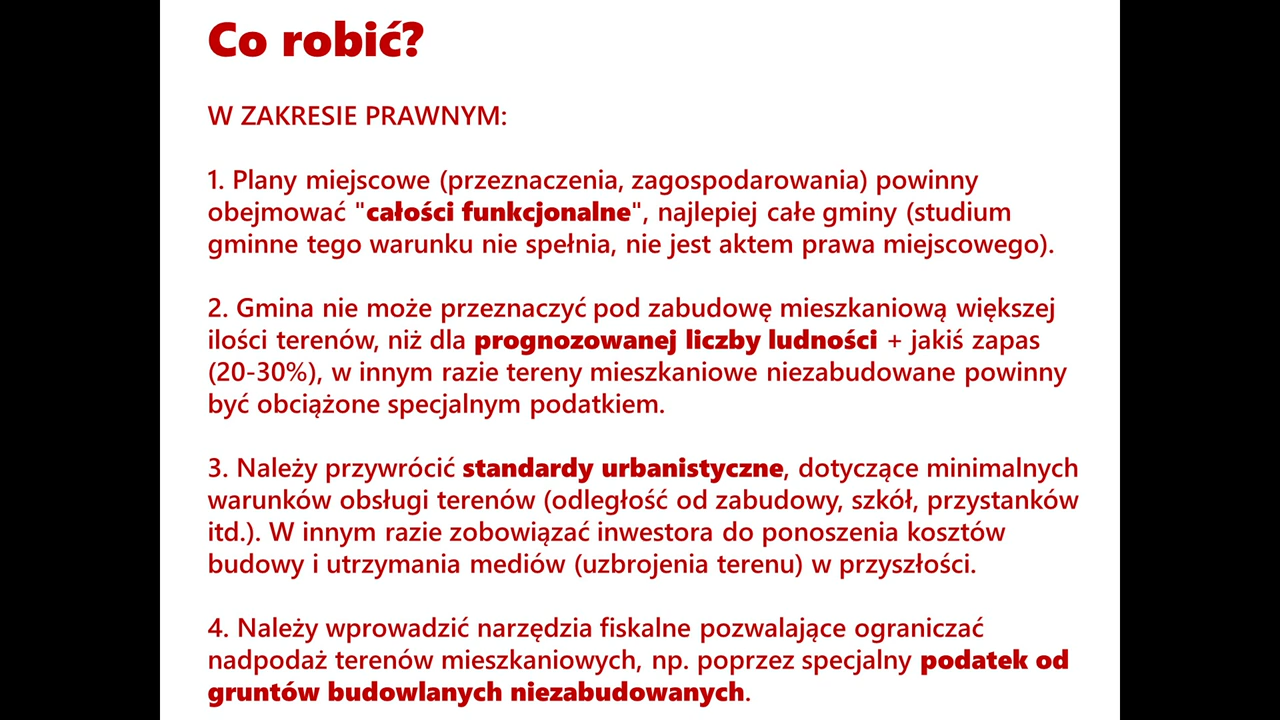 Co robić?
W ZAKRESIE PRAWNYM:
1. Plany miejscowe (przeznaczenia, zagospodarowania) powinny
obejmować "całości funkcjonalne", najlepiej całe gminy (studium
gminne tego warunku nie spełnia, nie jest aktem prawa miejscowego).
2. Gmina nie może przeznaczyć pod zabudowę mieszkaniową większej
ilości terenów, niż dla prognozowanej liczby ludności + jakiś zapas
(20-30%), w innym razie tereny mieszkaniowe niezabudowane powinny
być obciążone specjalnym podatkiem.
3. Należy przywrócić standardy urbanistyczne, dotyczące minimalnych
warunków obsługi terenów (odległość od zabudowy, szkół, przystanków
itd.). W innym razie zobowiązać inwestora do ponoszenia kosztów
budowy i utrzymania mediów (uzbrojenia terenu) w przyszłości.
4. Należy wprowadzić narzędzia fiskalne pozwalające ograniczać
nadpodaż terenów mieszkaniowych, np. poprzez specjalny podatek od
gruntów budowlanych niezabudowanych.